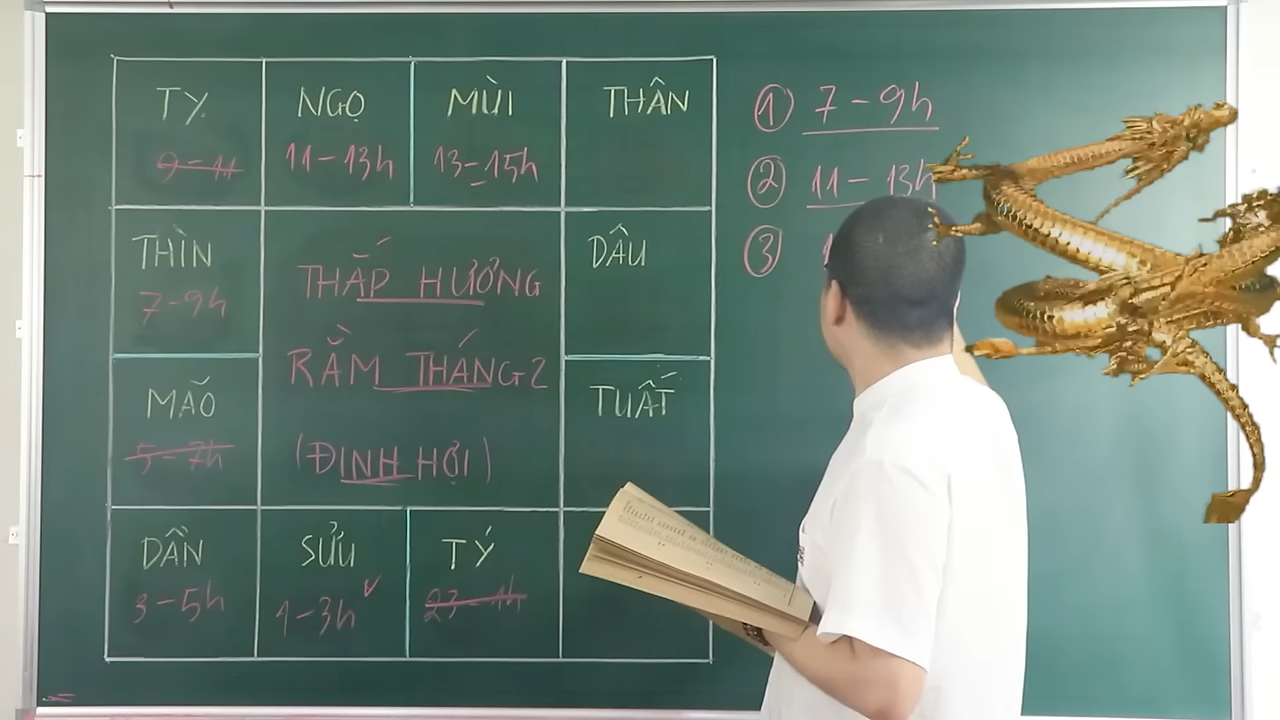 TỴ
9-11
NGỌ
11-13h
MÙI
13-15h
THÂN
THÌN
7-9h
DẬU
MÃO
5-7h
TUẤT
THẮP HƯỚNG
RẰM THÁNG 2
(ĐINH HỢI)
DẦN
3-5h
SỬU
1-3h
TÝ
23-1h
① 7-9h
② 11-13h
③ 1